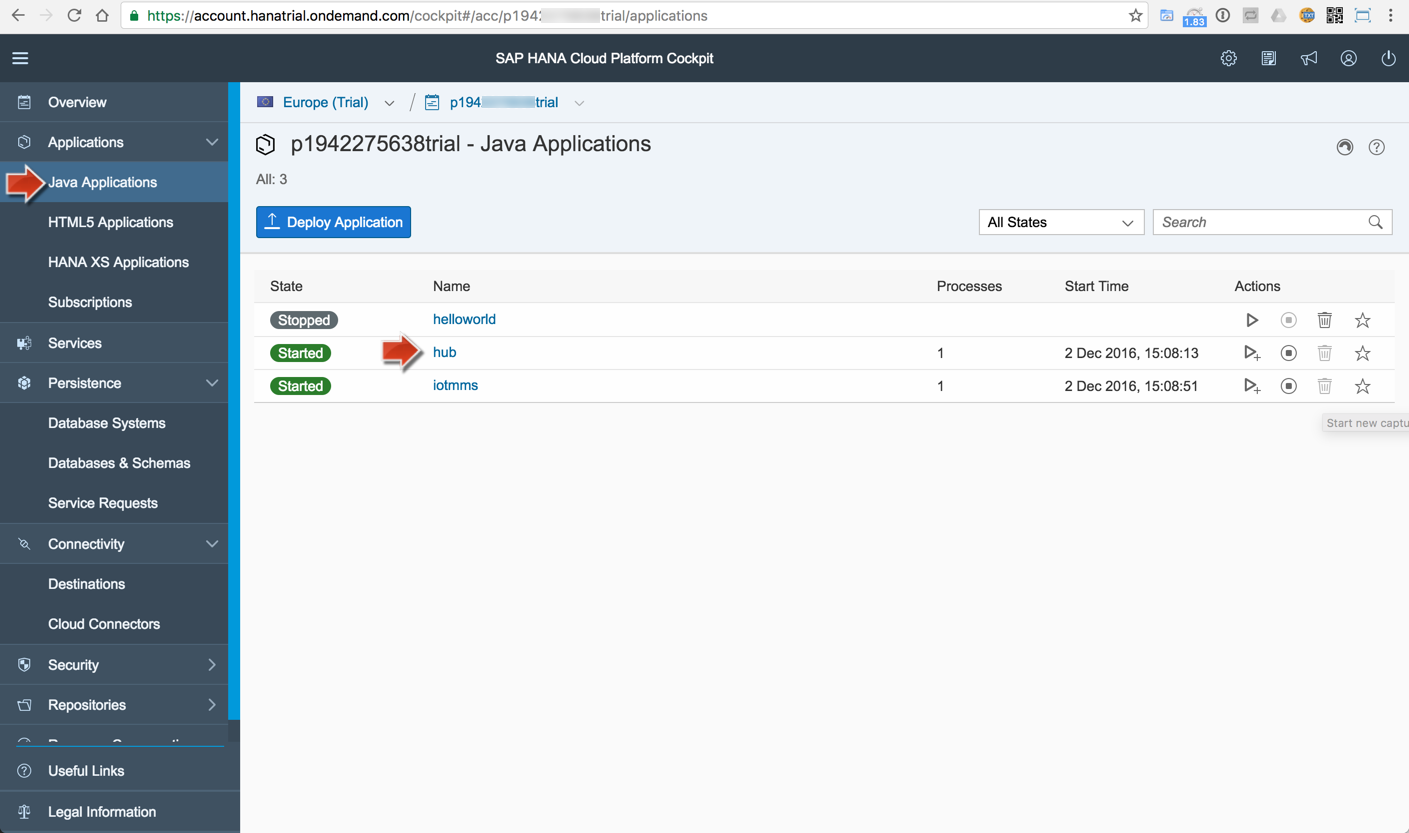 https://account.hanatrial.ondemand.com/cockpit#/acc/p194 trial/applications
1.83
TXT
SAP HANA Cloud Platform Cockpit
Overview
Applications
Java Applications
HTML5 Applications
HANA XS Applications
Subscriptions
Services
Persistence
Database Systems
Databases & Schemas
Service Requests
Connectivity
Destinations
Cloud Connectors
Security
Repositories
Useful Links
Legal Information
Europe (Trial) / p194 trial
p1942275638trial - Java Applications
All: 3
Deploy Application
All States
Search
State Name Processes Start Time Actions
Stopped helloworld
Started hub 1 2 Dec 2016, 15:08:13
Started iotmms 1 2 Dec 2016, 15:08:51
Start new captu